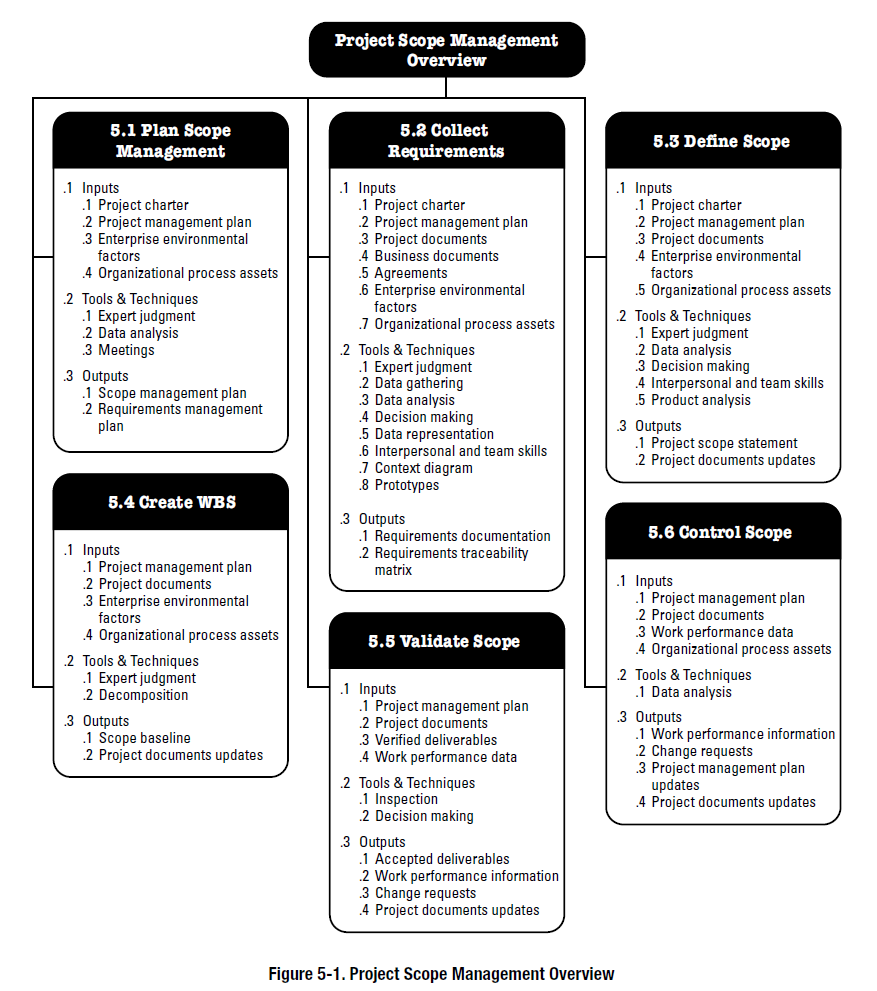 Project Scope Management
Overview
5.1 Plan Scope
Management
.1 Inputs
.1 Project charter
.2 Project management plan
.3 Enterprise environmental
factors
.4 Organizational process assets
.2 Tools & Techniques
.1 Expert judgment
.2 Data analysis
.3 Meetings
.3 Outputs
.1 Scope management plan
.2 Requirements management
plan
5.2 Collect
Requirements
.1 Inputs
.1 Project charter
.2 Project management plan
.3 Project documents
.4 Business documents
.5 Agreements
.6 Enterprise environmental
factors
.7 Organizational process assets
.2 Tools & Techniques
.1 Expert judgment
.2 Data gathering
.3 Data analysis
.4 Decision making
.5 Data representation
.6 Interpersonal and team skills
.7 Context diagram
.8 Prototypes
.3 Outputs
.1 Requirements documentation
.2 Requirements traceability
matrix
5.3 Define Scope
.1 Inputs
.1 Project charter
.2 Project management plan
.3 Project documents
.4 Enterprise environmental
factors
.5 Organizational process assets
.2 Tools & Techniques
.1 Expert judgment
.2 Data analysis
.3 Decision making
.4 Interpersonal and team skills
.5 Product analysis
.3 Outputs
.1 Project scope statement
.2 Project documents updates
5.4 Create WBS
.1 Inputs
.1 Project management plan
.2 Project documents
.3 Enterprise environmental
factors
.4 Organizational process assets
.2 Tools & Techniques
.1 Expert judgment
.2 Decomposition
.3 Outputs
.1 Scope baseline
.2 Project documents updates
5.5 Validate Scope
.1 Inputs
.1 Project management plan
.2 Project documents
.3 Verified deliverables
.4 Work performance data
.2 Tools & Techniques
.1 Inspection
.2 Decision making
.3 Outputs
.1 Accepted deliverables
.2 Work performance information
.3 Change requests
.4 Project documents updates
5.6 Control Scope
.1 Inputs
.1 Project management plan
.2 Project documents
.3 Work performance data
.4 Organizational process assets
.2 Tools & Techniques
.1 Data analysis
.3 Outputs
.1 Work performance information
.2 Change requests
.3 Project management plan
updates
.4 Project documents updates
Figure 5-1. Project Scope Management Overview